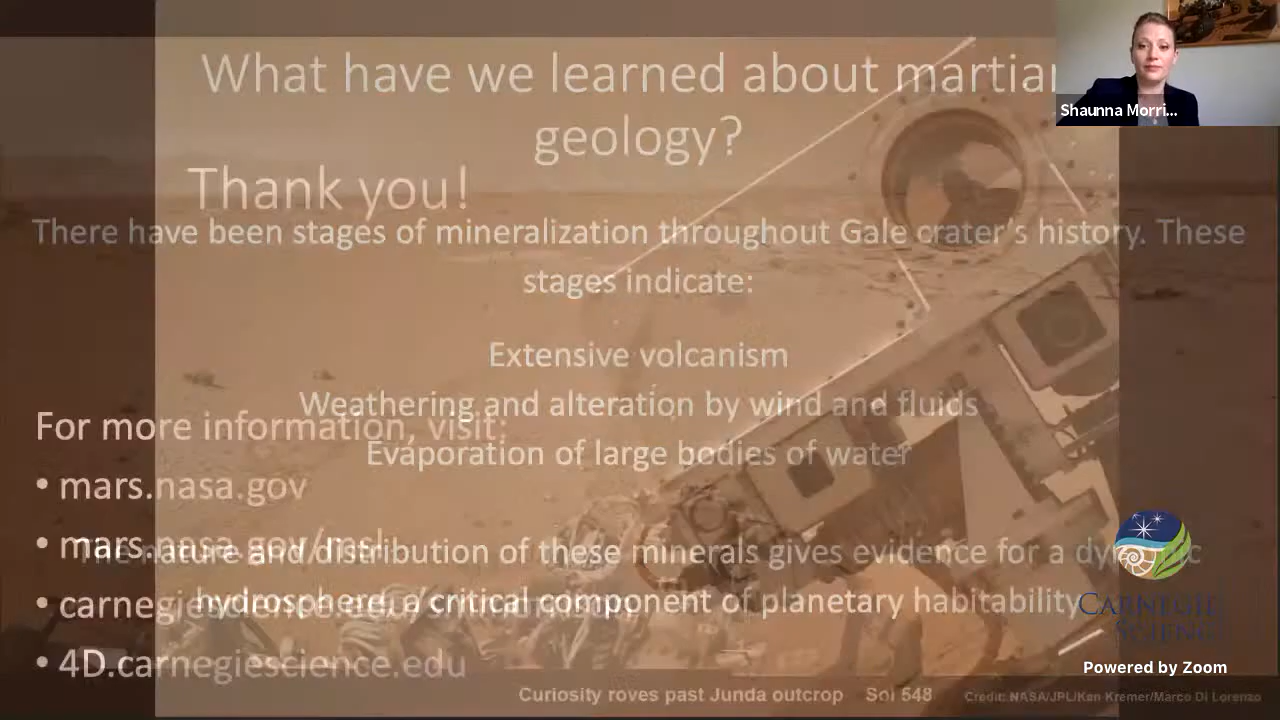 What have we learned about martian
geology?
Shaunna Morri...
Thank you!
There have been stages of mineralization throughout Gale crater's history. These
stages indicate:
Extensive volcanism
Weathering and alteration by wind and fluids
Evaporation of large bodies of water
For more information, visit:
• mars.nasa.gov
• mars.nasa.gov/msl
The nature and distribution of these minerals gives evidence for a dynamic
hydrosphere, a critical component of planetary habitability
• 4D.carnegiescience.edu
CARNEGIE
SCIENCE
Powered by Zoom
Curiosity roves past Junda outcrop Sol 548 Credit: NASA/JPL/Ken Kremer/Marco Di Lorenzo